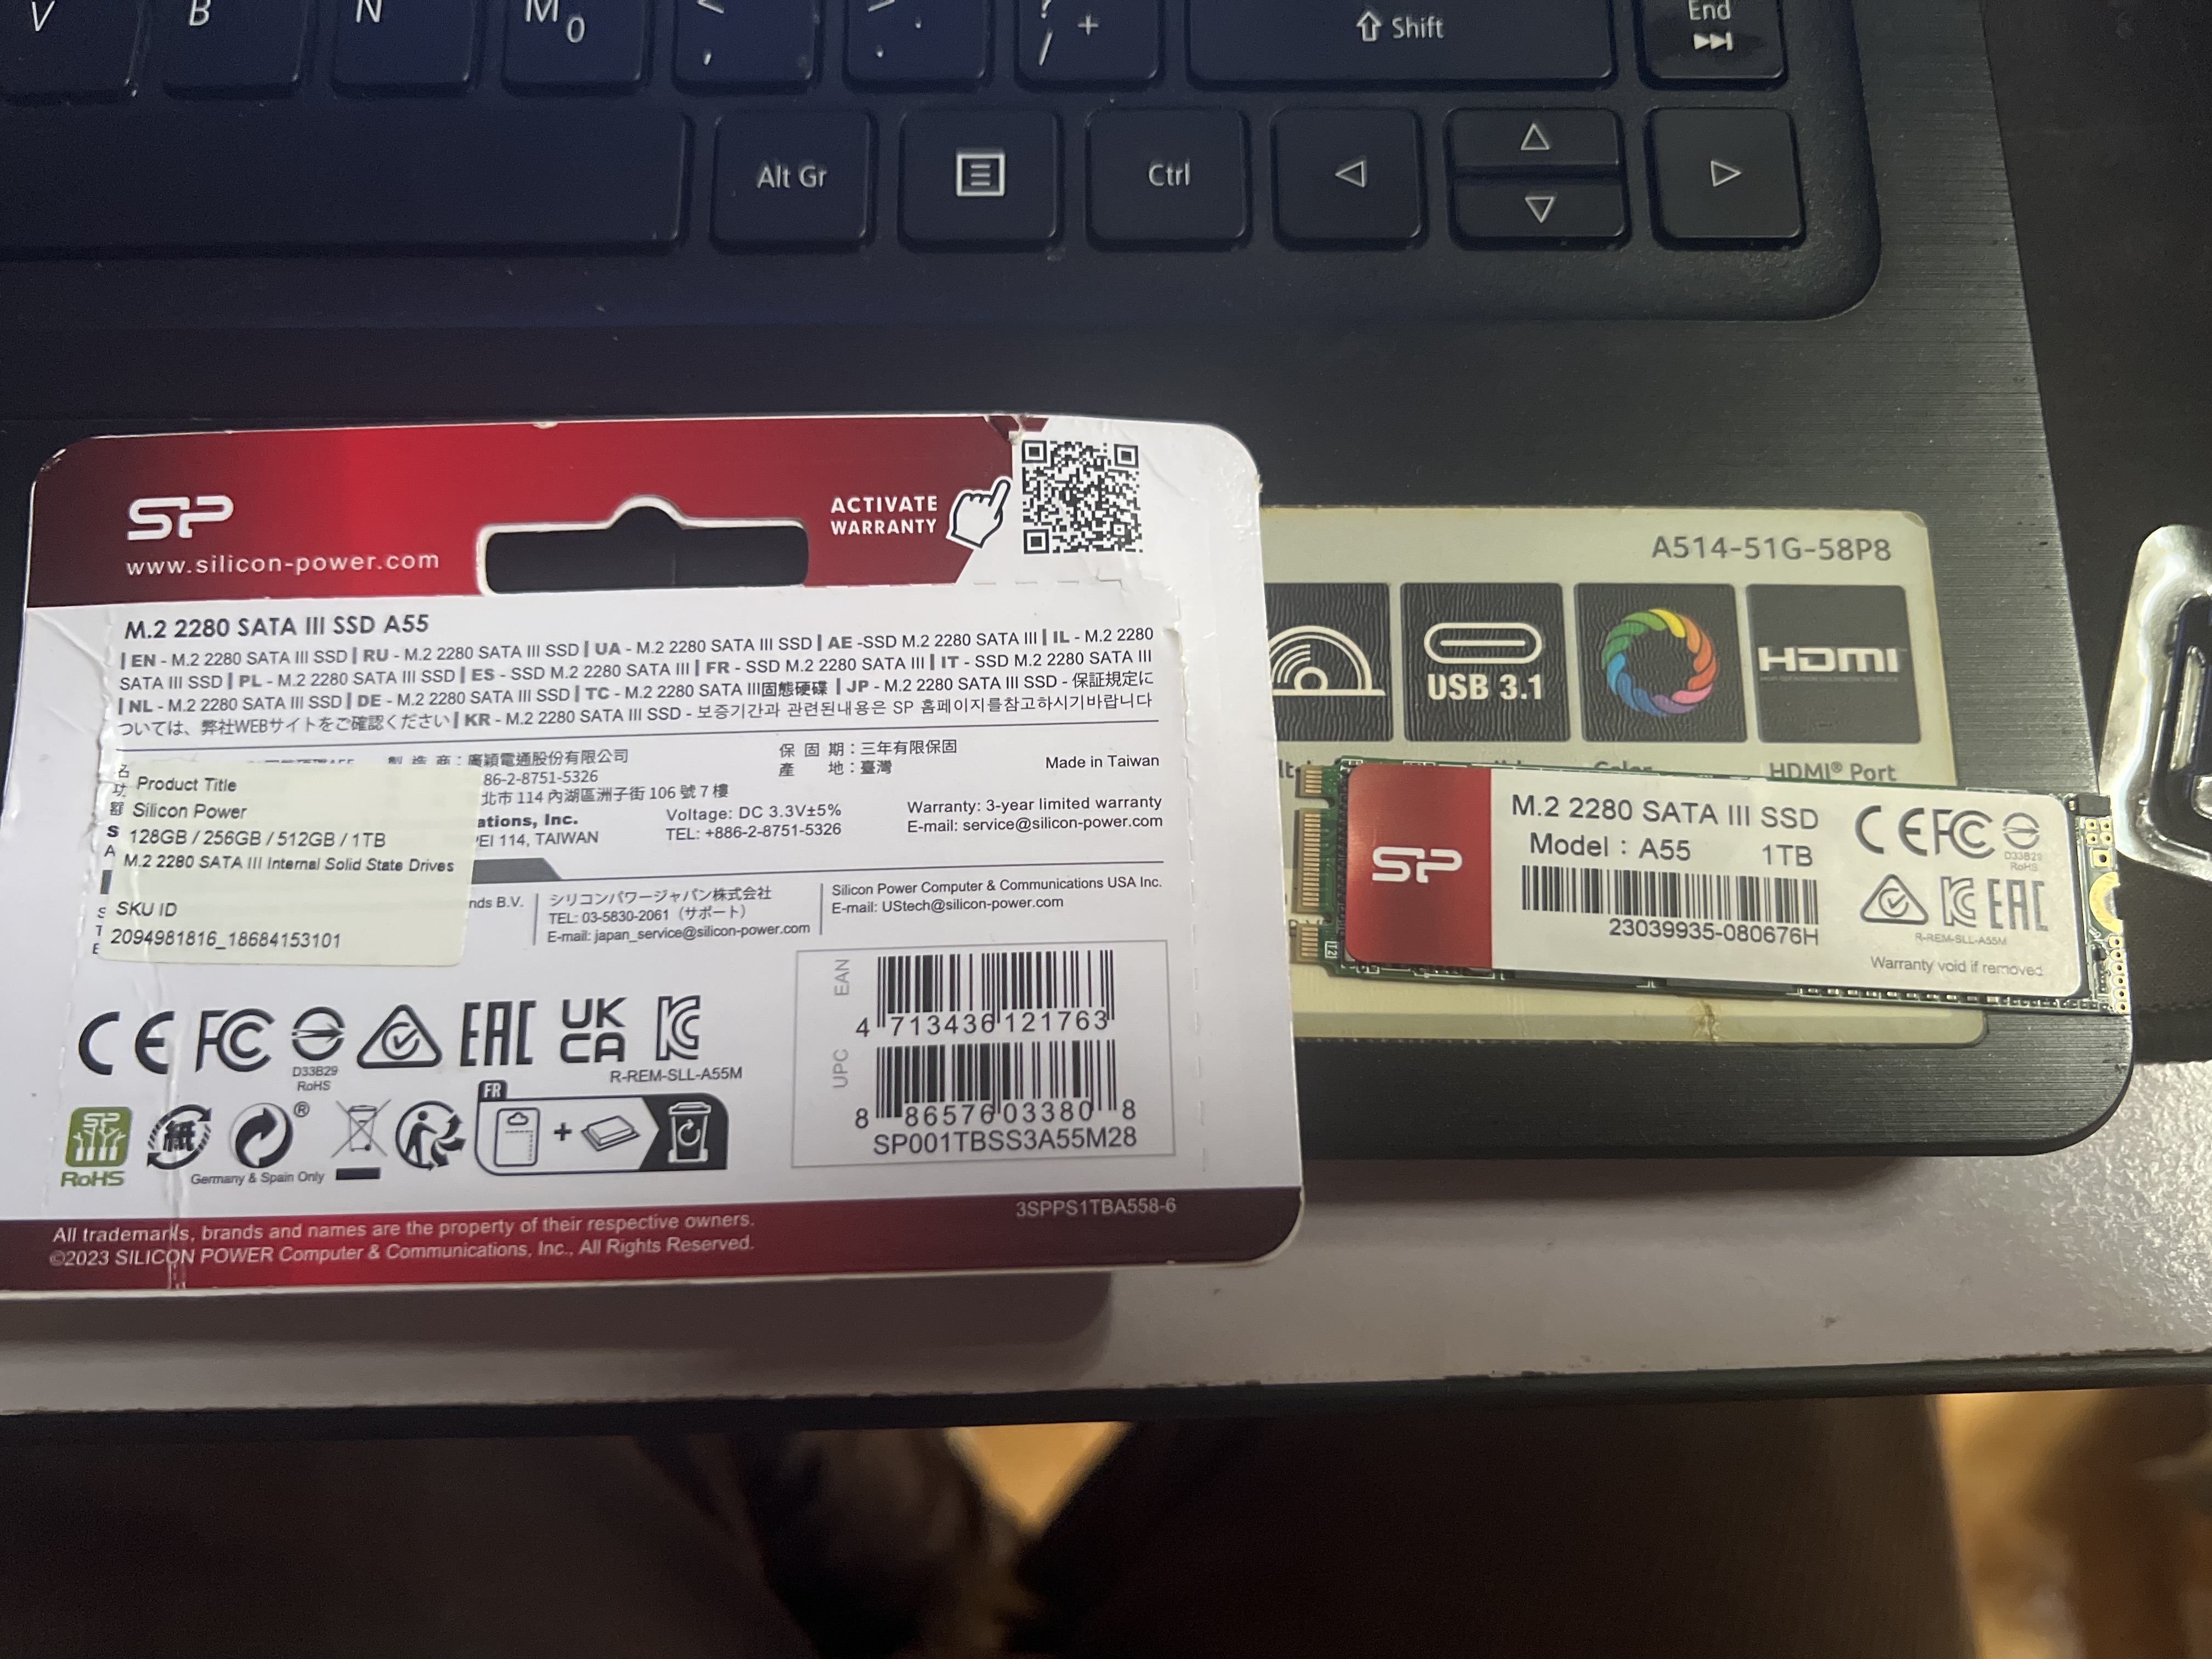 V
B
N
M
0
<
,
>
.
?
/
+
Shift
End
Alt Gr
Ctrl
SP
www.silicon-power.com
ACTIVATE
WARRANTY
M.2 2280 SATA III SSD A55
| EN - M.2 2280 SATA III SSD | RU - M.2 2280 SATA III SSD | UA - M.2 2280 SATA III SSD | AE -SSD M.2 2280 SATA III | IL - M.2 2280
SATA III SSD | PL - M.2 2280 SATA III SSD | ES - SSD M.2 2280 SATA III | FR - SSD M.2 2280 SATA III | IT - SSD M.2 2280 SATA III
| NL - M.2 2280 SATA III SSD | DE - M.2 2280 SATA III SSD | TC - M.2 2280 SATA III固態硬碟 | JP - M.2 2280 SATA III SSD - 保証規定に
ついては、弊社WEBサイトをご確認ください | KR - M.2 2280 SATA III SSD - 보증기간과 관련된내용은 SP 홈페이지를참고하시기바랍니다
製 造 商：廣穎電通股份有限公司
86-2-8751-5326
北市 114 內湖區洲子街 106 號 7 樓
ations, Inc.
PEI 114, TAIWAN
保 固 期：三年有限保固
產 地：臺灣
Made in Taiwan
Voltage: DC 3.3V±5%
TEL: +886-2-8751-5326
Warranty: 3-year limited warranty
E-mail: service@silicon-power.com
Product Title
Silicon Power
128GB / 256GB / 512GB / 1TB
M.2 2280 SATA III Internal Solid State Drives
SKU ID
2094981816_18684153101
nds B.V.
シリコンパワージャパン株式会社
TEL: 03-5830-2061（サポート）
E-mail: japan_service@silicon-power.com
Silicon Power Computer & Communications USA Inc.
E-mail: UStech@silicon-power.com
CE FC D33B29 RoHS EAC UK CA KC
R-REM-SLL-A55M
EAN
4 713436 121763
UPC
8 86576 03380 8
SP001TBSS3A55M28
SP
RoHS
紙
®
Germany & Spain Only
FR
+
3SPPS1TBA558-6
All trademarks, brands and names are the property of their respective owners.
©2023 SILICON POWER Computer & Communications, Inc., All Rights Reserved.
A514-51G-58P8
USB 3.1
HDMI
HDMI® Port
SP
M.2 2280 SATA III SSD
Model : A55 1TB
23039935-080676H
CE FC
D33B29
RoHS
KC EAC
R-REM-SLL-A55M
Warranty void if removed